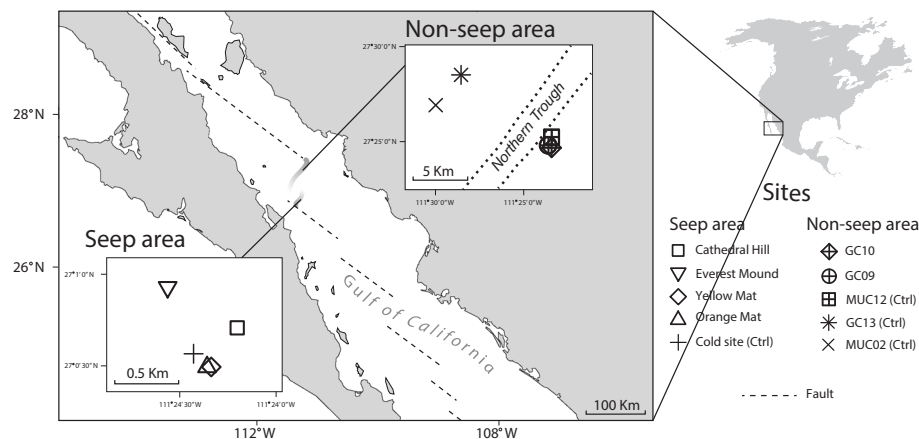 Non-seep area
27°30'0"N
Northern Trough
27°25'0"N
5 Km
111°30'0"W
111°25'0"W
28°N
26°N
Seep area
27°1'0"N
27°0'30"N
0.5 Km
111°24'30"W
111°24'0"W
Gulf of California
100 Km
112°W
108°W
Sites
Seep area
Cathedral Hill
Everest Mound
Yellow Mat
Orange Mat
Cold site (Ctrl)
Non-seep area
GC10
GC09
MUC12 (Ctrl)
GC13 (Ctrl)
MUC02 (Ctrl)
Fault